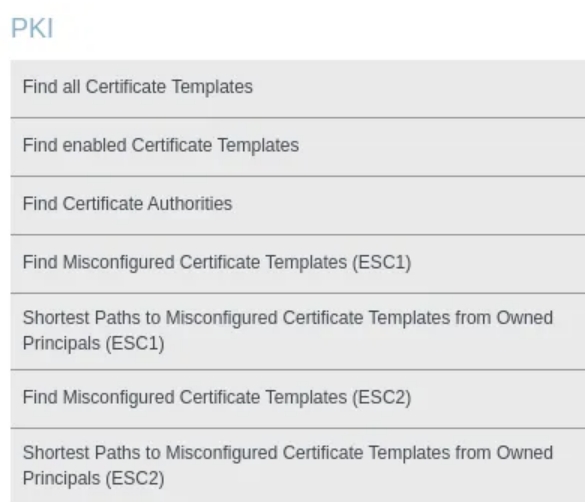 PKI
Find all Certificate Templates
Find enabled Certificate Templates
Find Certificate Authorities
Find Misconfigured Certificate Templates (ESC1)
Shortest Paths to Misconfigured Certificate Templates from Owned
Principals (ESC1)
Find Misconfigured Certificate Templates (ESC2)
Shortest Paths to Misconfigured Certificate Templates from Owned
Principals (ESC2)